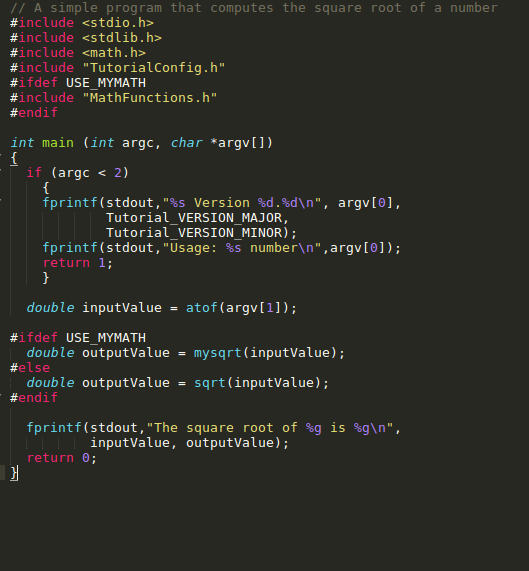 // A simple program that computes the square root of a number
#include <stdio.h>
#include <stdlib.h>
#include <math.h>
#include "TutorialConfig.h"
#ifdef USE_MYMATH
#include "MathFunctions.h"
#endif

int main (int argc, char *argv[])
{
  if (argc < 2)
    {
    fprintf(stdout,"%s Version %d.%d\n", argv[0],
            Tutorial_VERSION_MAJOR,
            Tutorial_VERSION_MINOR);
    fprintf(stdout,"Usage: %s number\n",argv[0]);
    return 1;
    }

  double inputValue = atof(argv[1]);

#ifdef USE_MYMATH
  double outputValue = mysqrt(inputValue);
#else
  double outputValue = sqrt(inputValue);
#endif

  fprintf(stdout,"The square root of %g is %g\n",
          inputValue, outputValue);
  return 0;
}